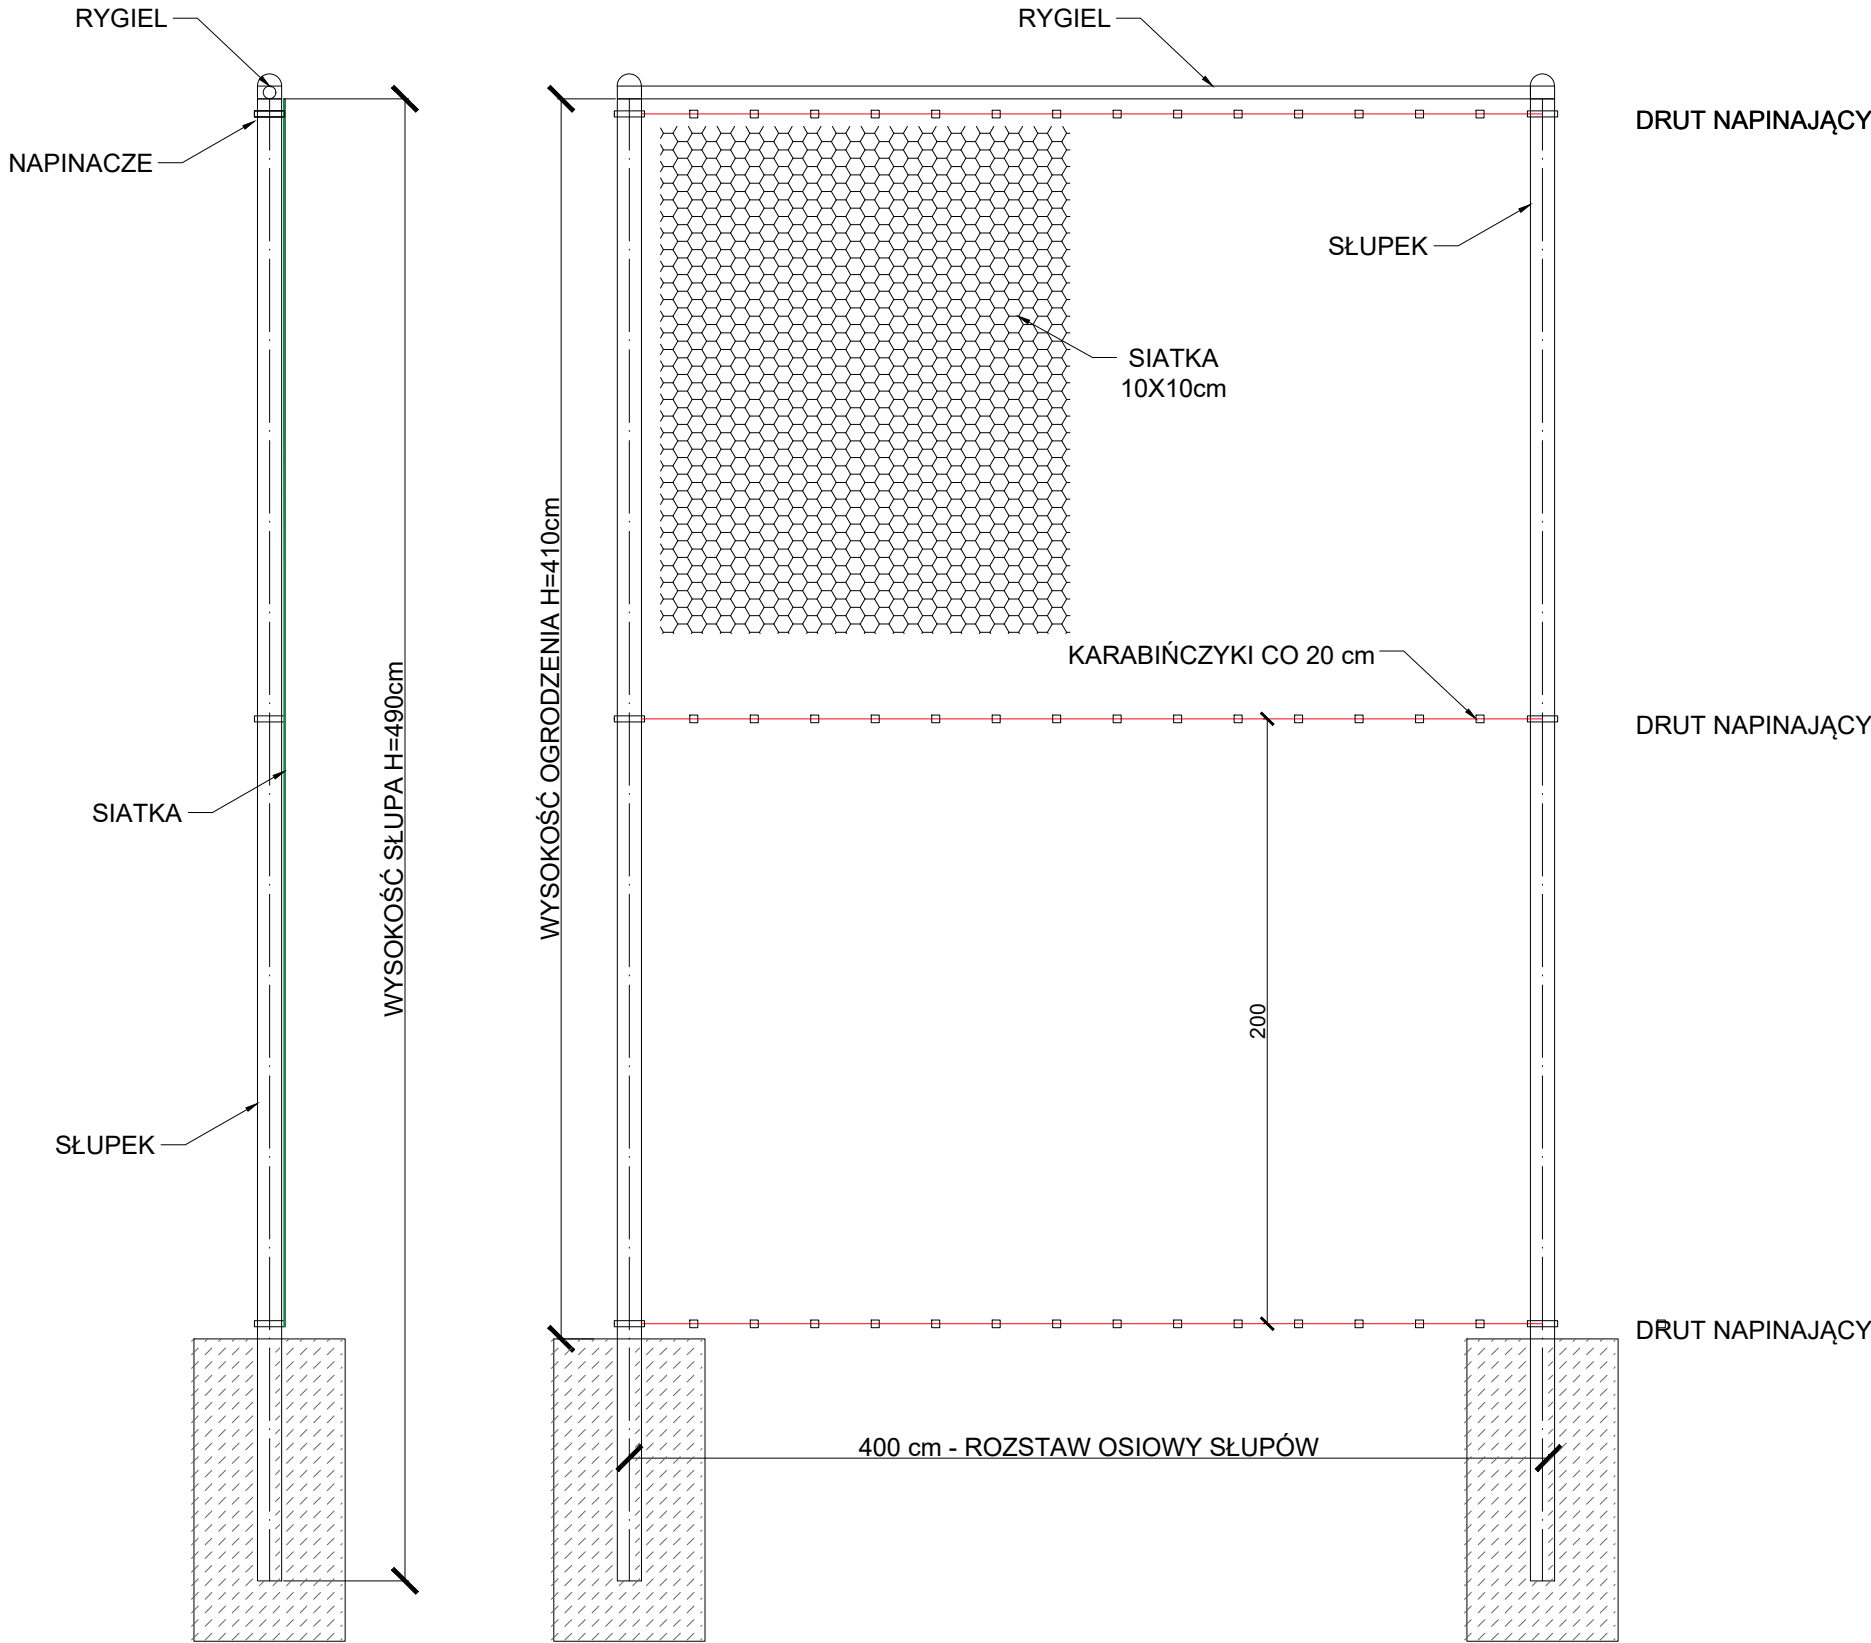 RYGIEL
RYGIEL
DRUT NAPINAJĄCY
NAPINACZE
SŁUPEK
SIATKA
10X10cm
WYSOKOŚĆ OGRODZENIA H=410cm
KARABIŃCZYKI CO 20 cm
WYSOKOŚĆ SŁUPA H=490cm
DRUT NAPINAJĄCY
SIATKA
200
SŁUPEK
DRUT NAPINAJĄCY
400 cm - ROZSTAW OSIOWY SŁUPÓW